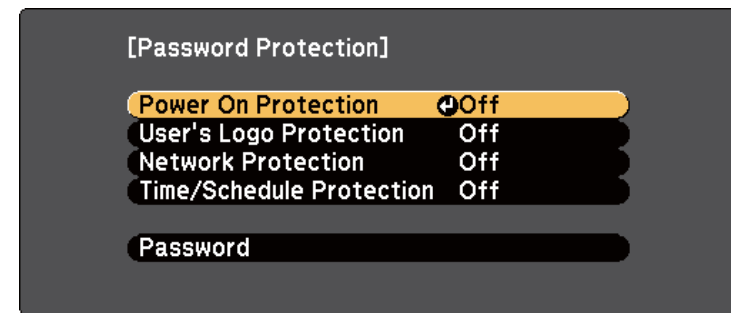 [Password Protection]
Power On Protection Off
User's Logo Protection Off
Network Protection Off
Time/Schedule Protection Off
Password